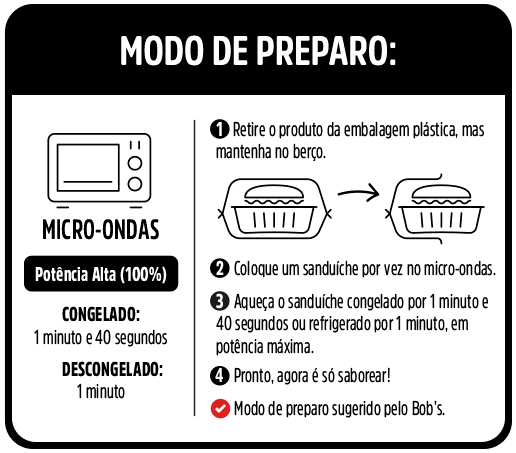 MODO DE PREPARO:
MICRO-ONDAS
Potência Alta (100%)
CONGELADO:
1 minuto e 40 segundos
DESCONGELADO:
1 minuto
1 Retire o produto da embalagem plástica, mas
mantenha no berço.
2 Coloque um sanduíche por vez no micro-ondas.
3 Aqueça o sanduíche congelado por 1 minuto e
40 segundos ou refrigerado por 1 minuto, em
potência máxima.
4 Pronto, agora é só saborear!
Modo de preparo sugerido pelo Bob's.